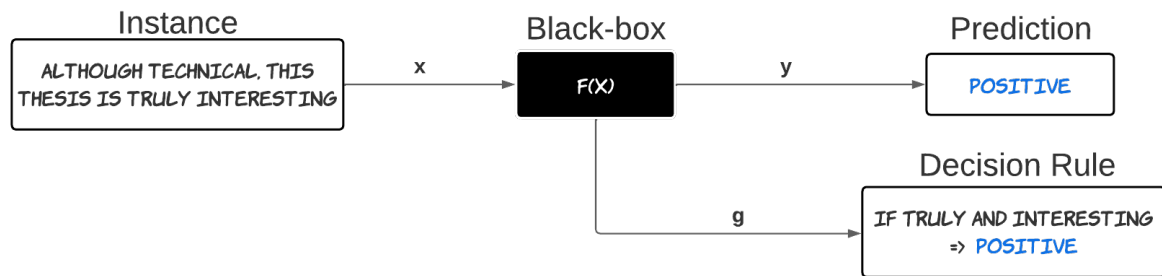 Instance
ALTHOUGH TECHNICAL, THIS
THESIS IS TRULY INTERESTING
x
Black-box
F(X)
y
Prediction
POSITIVE
g
Decision Rule
IF TRULY AND INTERESTING
=> POSITIVE